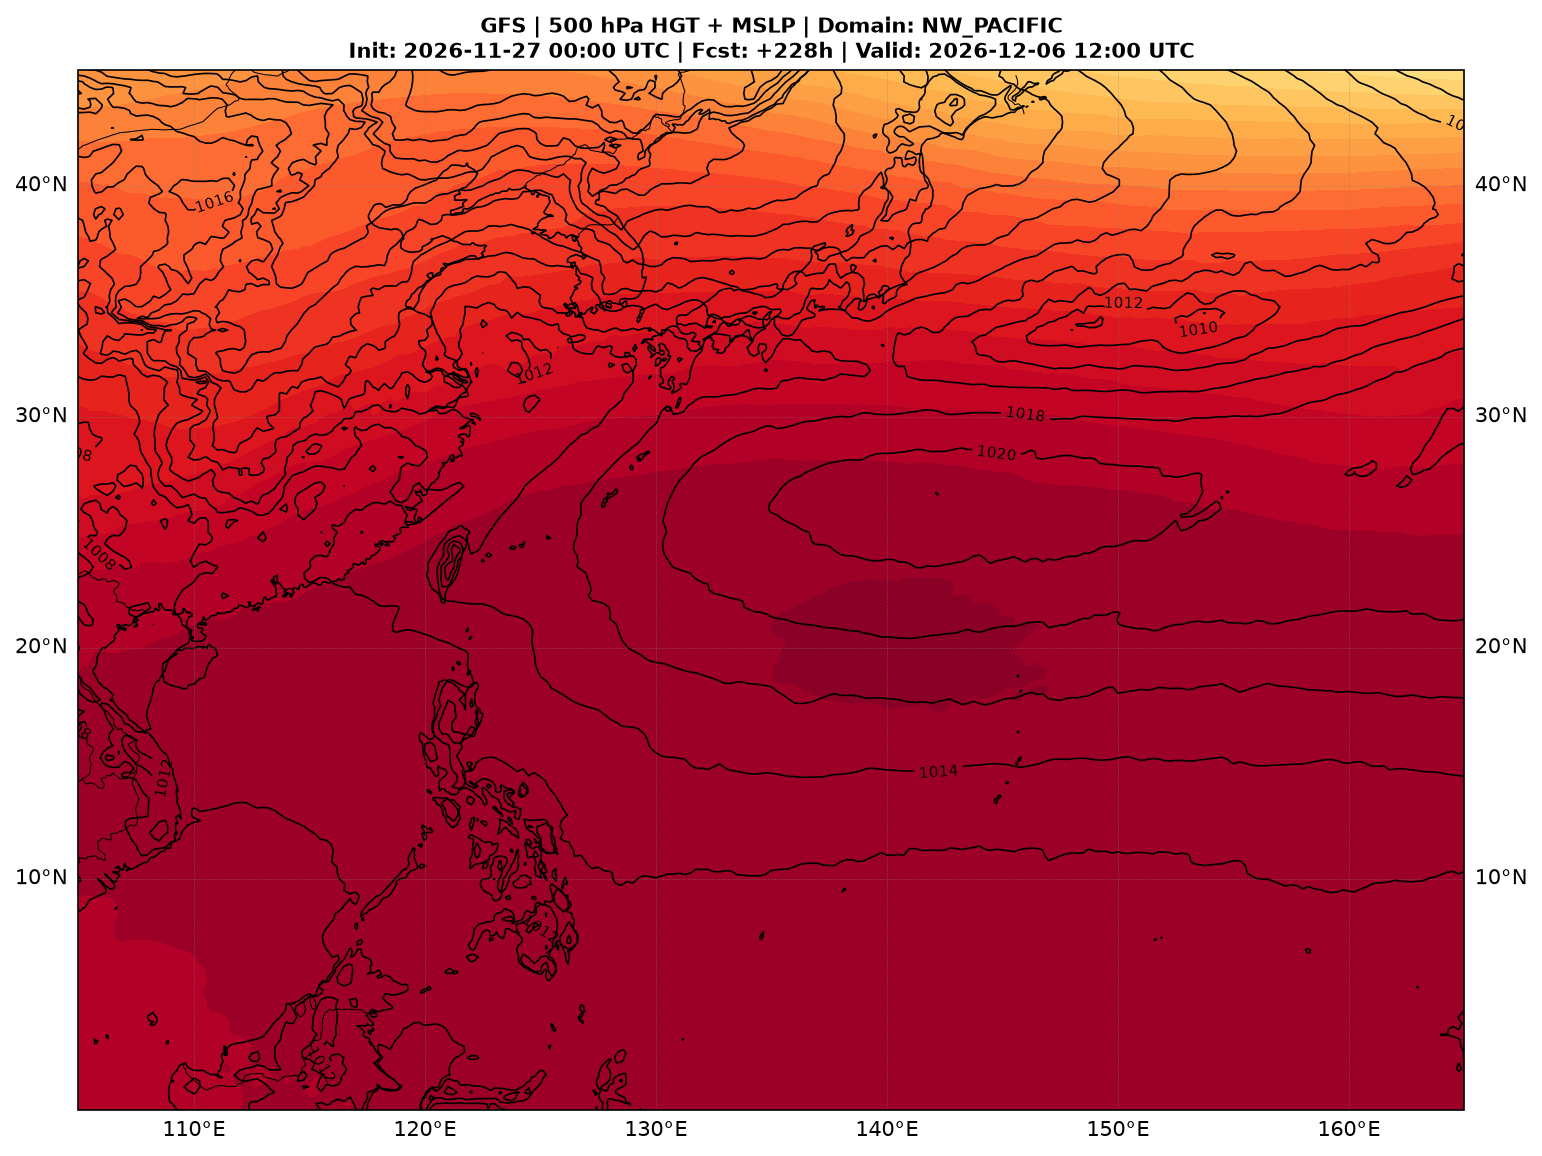 GFS | 500 hPa HGT + MSLP | Domain: NW_PACIFIC
Init: 2026-11-27 00:00 UTC | Fcst: +228h | Valid: 2026-12-06 12:00 UTC
40°N
30°N
20°N
10°N
40°N
30°N
20°N
10°N
1016
1012
1010
1012
1018
1020
1008
1012
1014
110°E
120°E
130°E
140°E
150°E
160°E